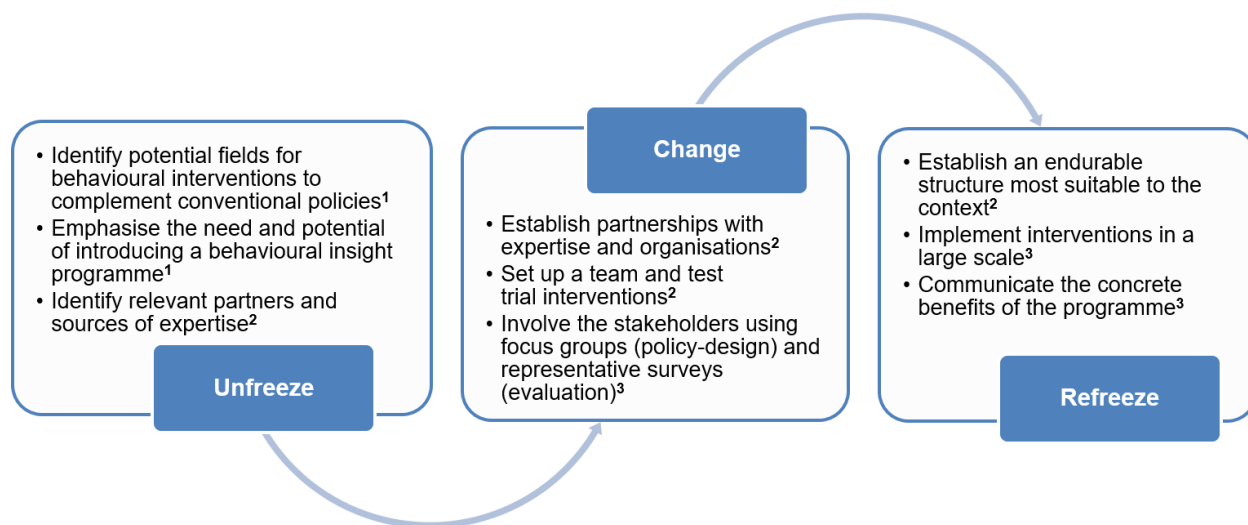 • Identify potential fields for
behavioural interventions to
complement conventional policies¹
• Emphasise the need and potential
of introducing a behavioural insight
programme¹
• Identify relevant partners and
sources of expertise²
Unfreeze
Change
• Establish partnerships with
expertise and organisations²
• Set up a team and test
trial interventions²
• Involve the stakeholders using
focus groups (policy-design) and
representative surveys
(evaluation)³
• Establish an endurable
structure most suitable to the
context²
• Implement interventions in a
large scale³
• Communicate the concrete
benefits of the programme³
Refreeze